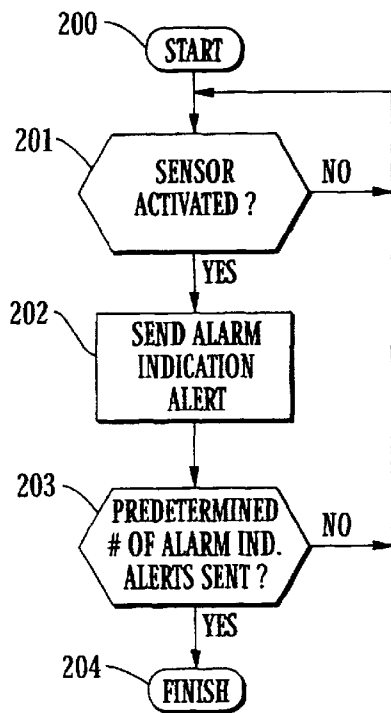 200
START
201
SENSOR
ACTIVATED ?
NO
YES
202
SEND ALARM
INDICATION
ALERT
203
PREDETERMINED
# OF ALARM IND.
ALERTS SENT ?
NO
YES
204
FINISH